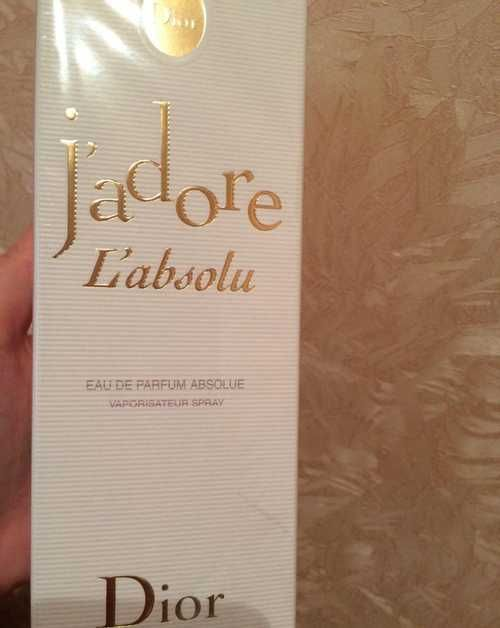 Dior
j'adore
L'absolu
EAU DE PARFUM ABSOLUE
VAPORISATEUR SPRAY
Dior